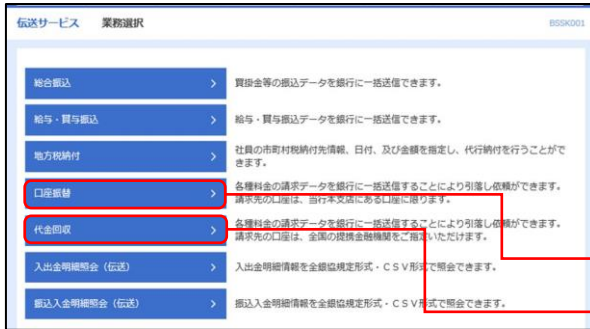 伝送サービス 業務選択 BSSK001
総合振込 > 買掛金等の振込データを銀行に一括送信できます。
給与・賞与振込 > 給与・賞与振込データを銀行に一括送信できます。
地方税納付 > 社員の市町村税納付先情報、日付、及び金額を指定し、代行納付を行うことがで
きます。
口座振替 > 各種料金の請求データを銀行に一括送信することにより引落し依頼ができます。
請求先の口座は、当行本支店にある口座に限ります。
代金回収 > 各種料金の請求データを銀行に一括送信することにより引落し依頼ができます。
請求先の口座は、全国の提携金融機関をご指定いただけます。
入出金明細照会(伝送) > 入出金明細情報を全銀協規定形式・CSV形式で照会できます。
振込入金明細照会(伝送) > 振込入金明細情報を全銀協規定形式・CSV形式で照会できます。